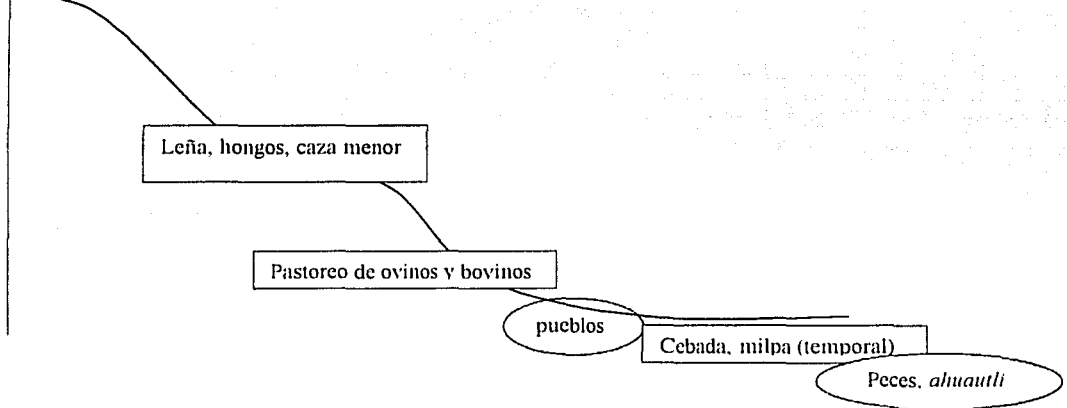 Leña, hongos, caza menor
Pastoreo de ovinos y bovinos
pueblos
Cebada, milpa (temporal)
Peces, ahuautli